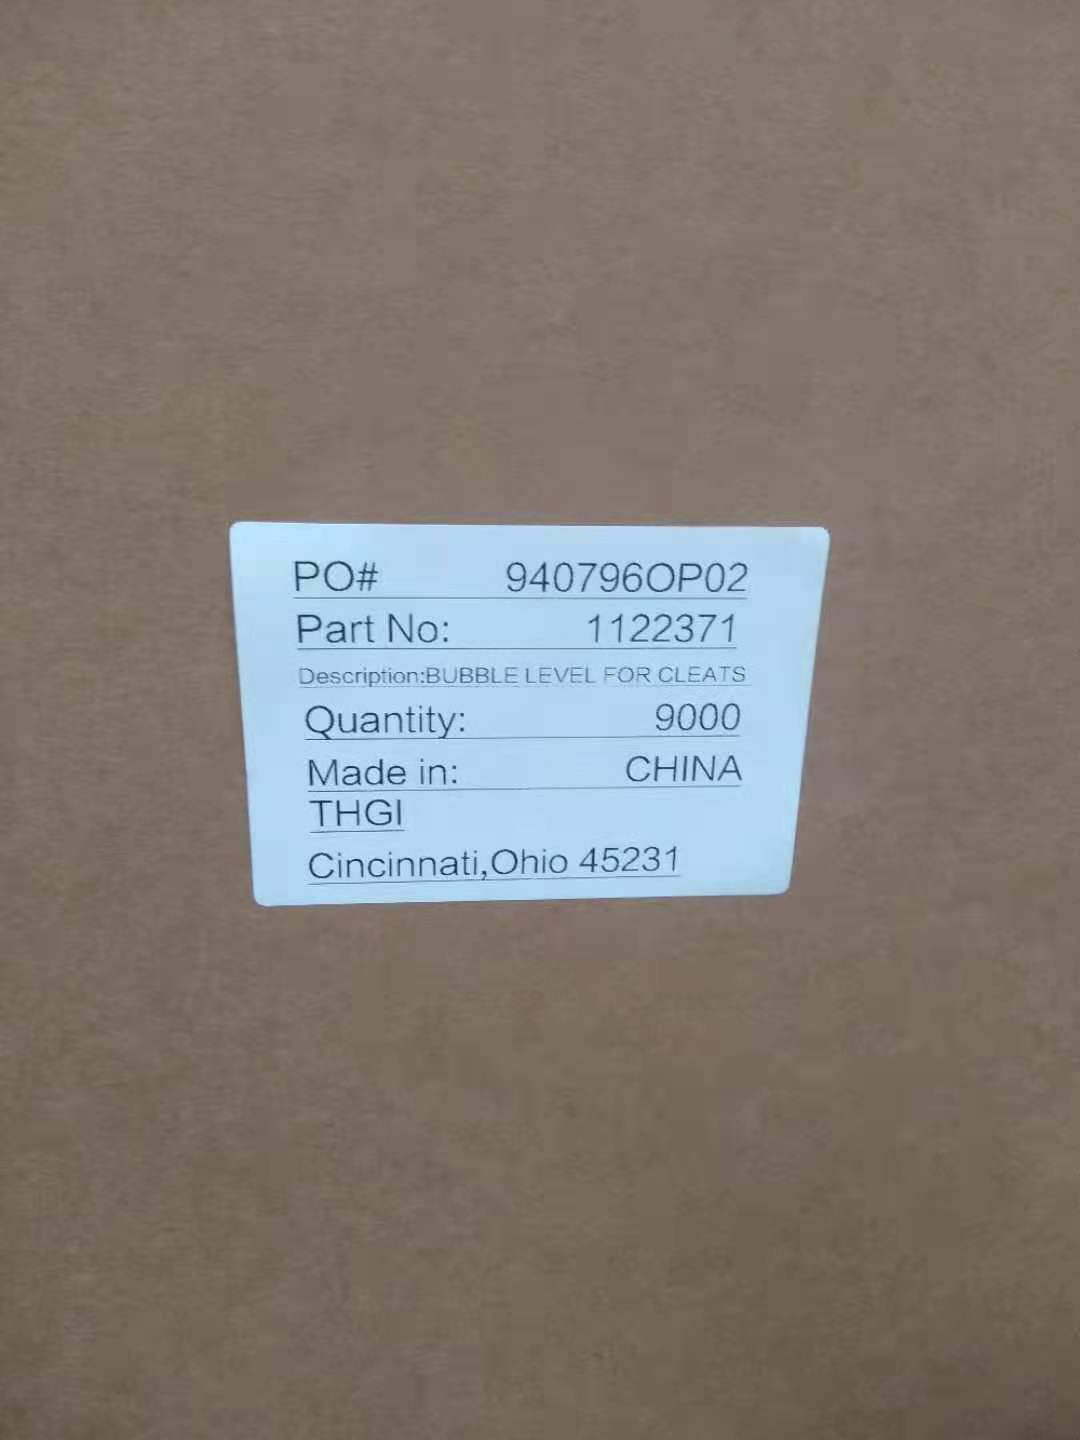 PO# 940796OP02
Part No: 1122371
Description:BUBBLE LEVEL FOR CLEATS
Quantity: 9000
Made in: CHINA
THGI
Cincinnati,Ohio 45231